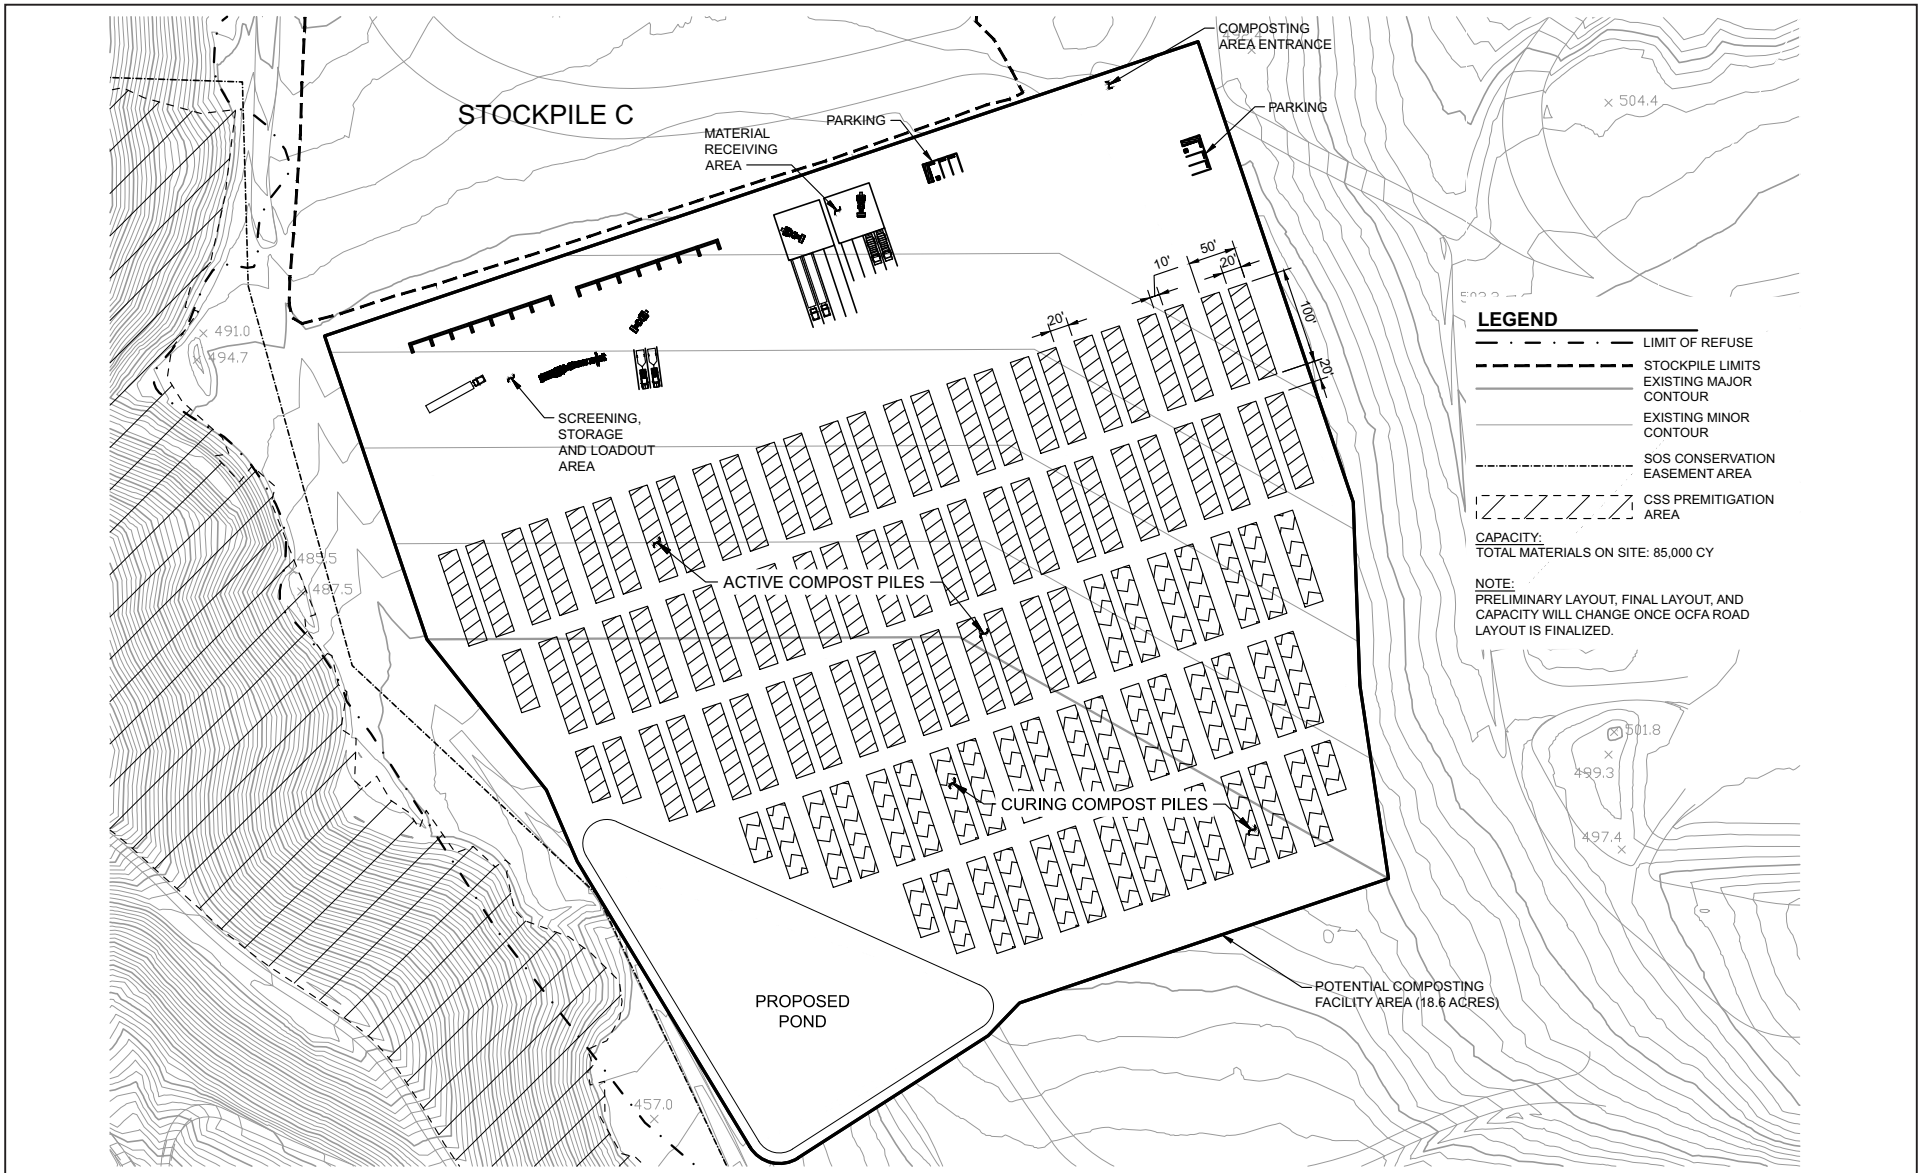 COMPOSTING
AREA ENTRANCE
504.4
PARKING
STOCKPILE C
PARKING
MATERIAL
RECEIVING
AREA
50'
10'
20'
100'
20'
20'
491.0
494.7
SCREENING,
STORAGE
AND LOADOUT
AREA
LEGEND
LIMIT OF REFUSE
STOCKPILE LIMITS
EXISTING MAJOR
CONTOUR
EXISTING MINOR
CONTOUR
SOS CONSERVATION
EASEMENT AREA
CSS PREMITIGATION
AREA
CAPACITY:
TOTAL MATERIALS ON SITE: 85,000 CY
NOTE:
PRELIMINARY LAYOUT, FINAL LAYOUT, AND
CAPACITY WILL CHANGE ONCE OCFA ROAD
LAYOUT IS FINALIZED.
485.5
487.5
ACTIVE COMPOST PILES
501.8
499.3
CURING COMPOST PILES
497.4
PROPOSED
POND
POTENTIAL COMPOSTING
FACILITY AREA (18.6 ACRES)
457.0